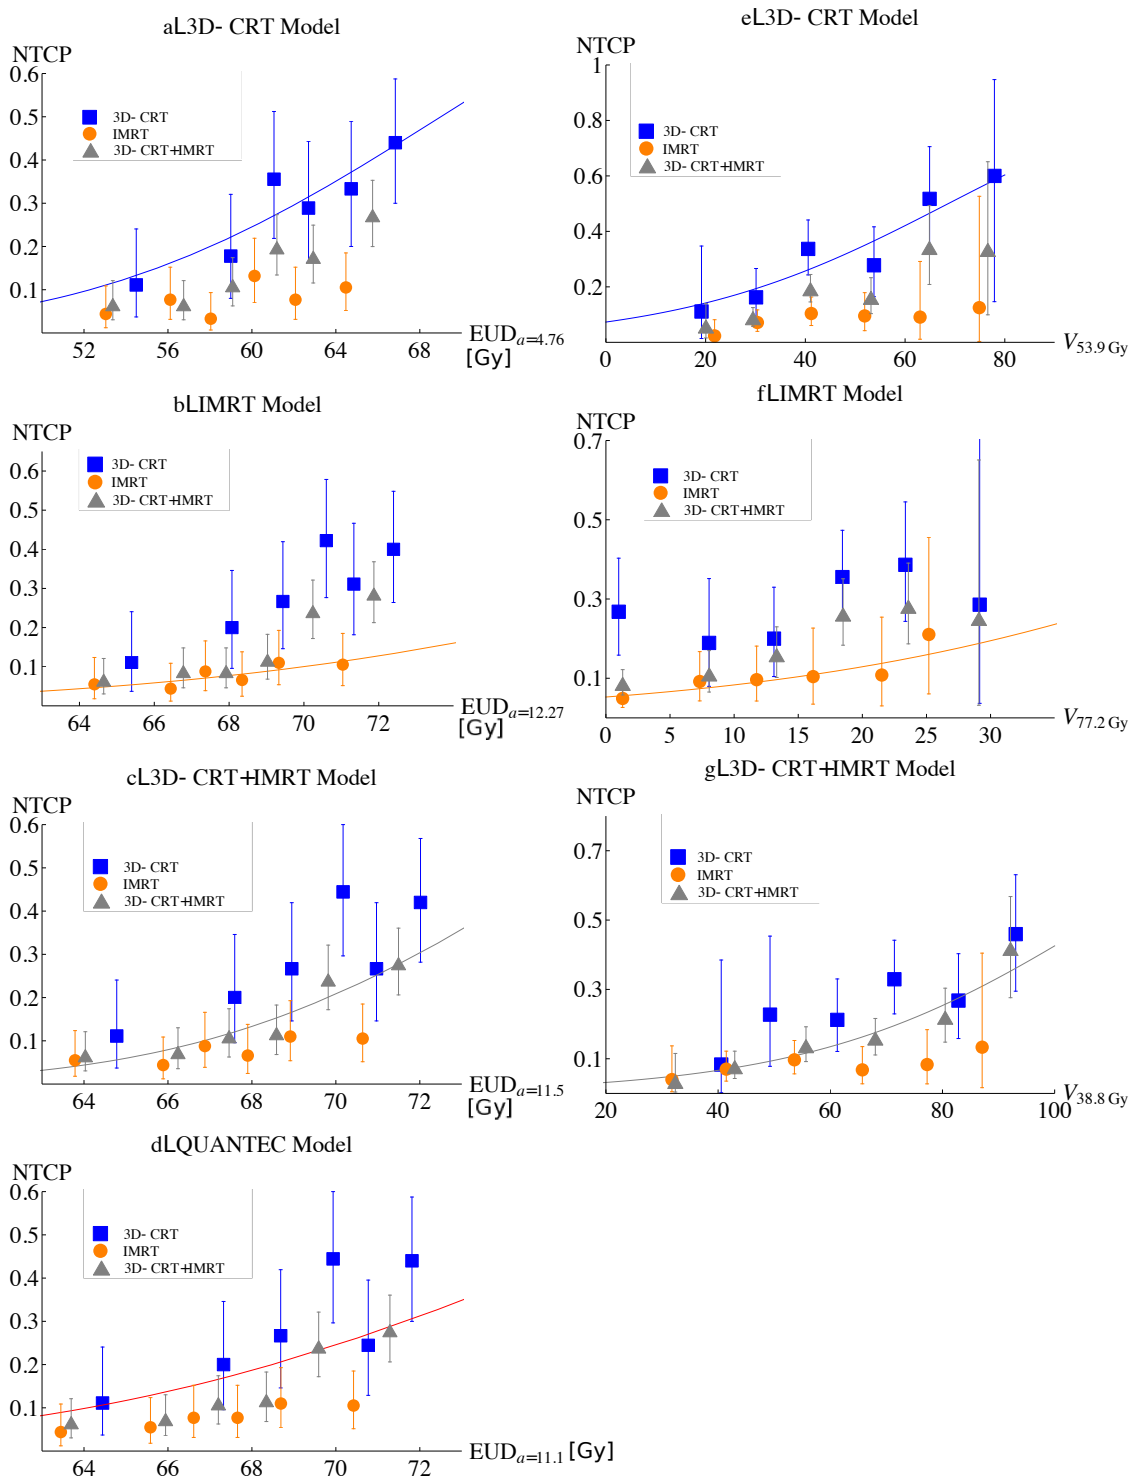 aL3D- CRT Model
NTCP
0.6
0.5
0.4
0.3
0.2
0.1
3D- CRT
IMRT
3D- CRT+IMRT
52 56 60 64 68
EUDa=4.76
[Gy]
eL3D- CRT Model
NTCP
1
0.8
0.6
0.4
0.2
3D- CRT
IMRT
3D- CRT+IMRT
0 20 40 60 80
V53.9 Gy
bLIMRT Model
NTCP
0.6
0.5
0.4
0.3
0.2
0.1
3D- CRT
IMRT
3D- CRT+IMRT
64 66 68 70 72
EUDa=12.27
[Gy]
fLIMRT Model
NTCP
0.7
0.5
0.3
0.1
3D- CRT
IMRT
3D- CRT+IMRT
0 5 10 15 20 25 30
V77.2 Gy
cL3D- CRT+IMRT Model
NTCP
0.6
0.5
0.4
0.3
0.2
0.1
3D- CRT
IMRT
3D- CRT+IMRT
64 66 68 70 72
EUDa=11.5
[Gy]
gL3D- CRT+IMRT Model
NTCP
0.7
0.5
0.3
0.1
3D- CRT
IMRT
3D- CRT+IMRT
20 40 60 80 100
V38.8 Gy
dLQUANTEC Model
NTCP
0.6
0.5
0.4
0.3
0.2
0.1
3D- CRT
IMRT
3D- CRT+IMRT
64 66 68 70 72
EUDa=11.1 [Gy]